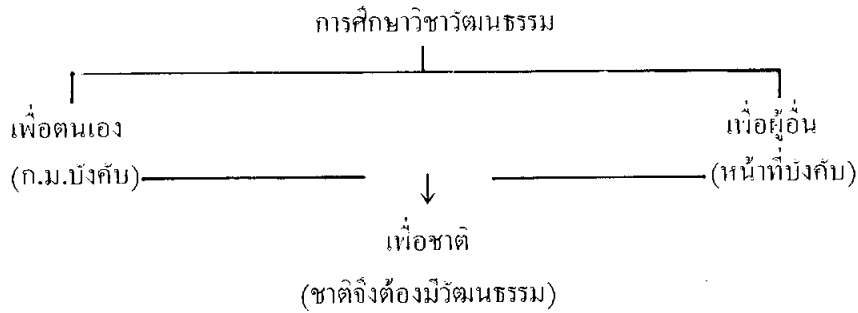 การศึกษาวิชาวัฒนธรรม
เพื่อตนเอง
เพื่อผู้อื่น
(ก.ม.บังคับ)
(หน้าที่บังคับ)
เพื่อชาติ
(ชาติจึงต้องมีวัฒนธรรม)